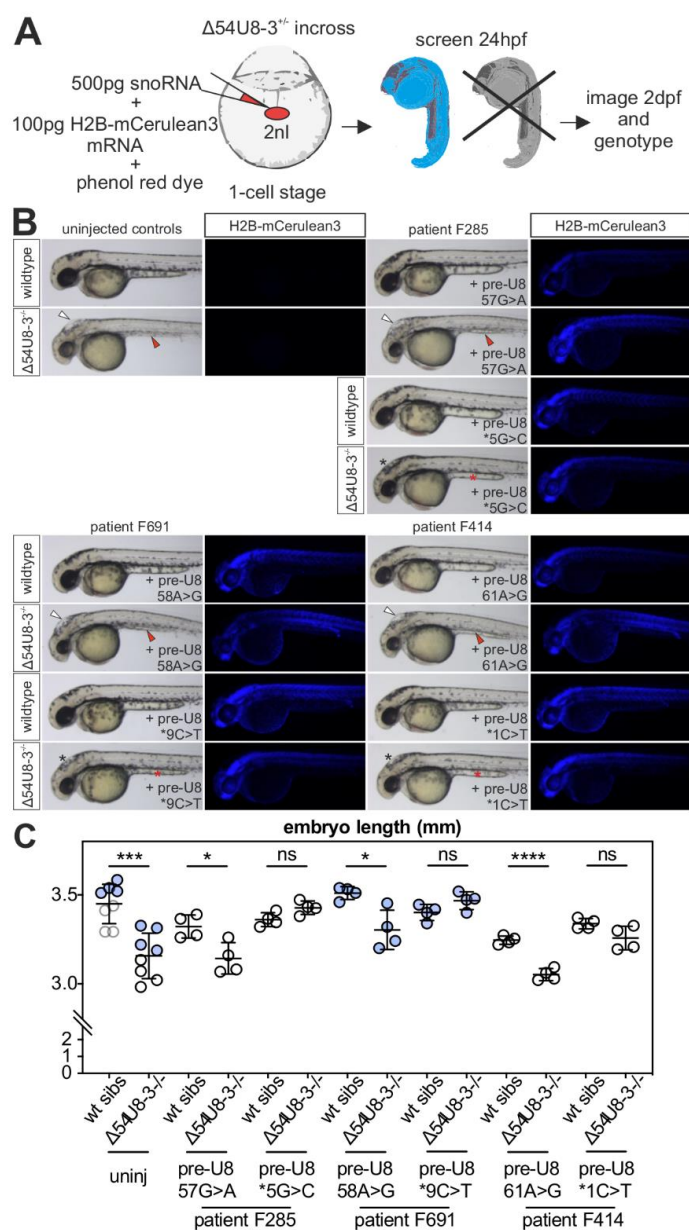 A
Δ54U8-3+/- incross
500pg snoRNA
+
100pg H2B-mCerulean3
mRNA
+
phenol red dye
2nl
1-cell stage
screen 24hpf
image 2dpf
and
genotype
B
uninjected controls
H2B-mCerulean3
patient F285
H2B-mCerulean3
wildtype
+ pre-U8
57G>A
Δ54U8-3-/-
+ pre-U8
57G>A
wildtype
+ pre-U8
*5G>C
Δ54U8-3-/-
*
*
+ pre-U8
*5G>C
patient F691
patient F414
wildtype
+ pre-U8
58A>G
+ pre-U8
61A>G
Δ54U8-3-/-
+ pre-U8
58A>G
+ pre-U8
61A>G
wildtype
+ pre-U8
*9C>T
+ pre-U8
*1C>T
Δ54U8-3-/-
*
*
+ pre-U8
*9C>T
*
*
+ pre-U8
*1C>T
C
embryo length (mm)
*** * ns * ns **** ns
3.5
3.0
2
1
0
wt sibs
Δ54U8-3-/-
wt sibs
Δ54U8-3-/-
wt sibs
Δ54U8-3-/-
wt sibs
Δ54U8-3-/-
wt sibs
Δ54U8-3-/-
wt sibs
Δ54U8-3-/-
wt sibs
Δ54U8-3-/-
uninj
pre-U8
57G>A
pre-U8
*5G>C
pre-U8
58A>G
pre-U8
*9C>T
pre-U8
61A>G
pre-U8
*1C>T
patient F285
patient F691
patient F414